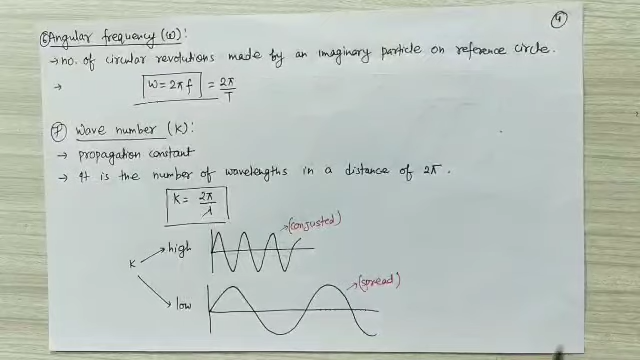 4
⑥ Angular frequency (ω):
→ no. of circular revolutions made by an imaginary particle on reference circle.
→ ω = 2πf = 2π/T
⑦ Wave number (K):
→ propagation constant
→ It is the number of wavelengths in a distance of 2π.
K = 2π/λ
K
→ high
→ (conjusted)
→ low
→ (spread)